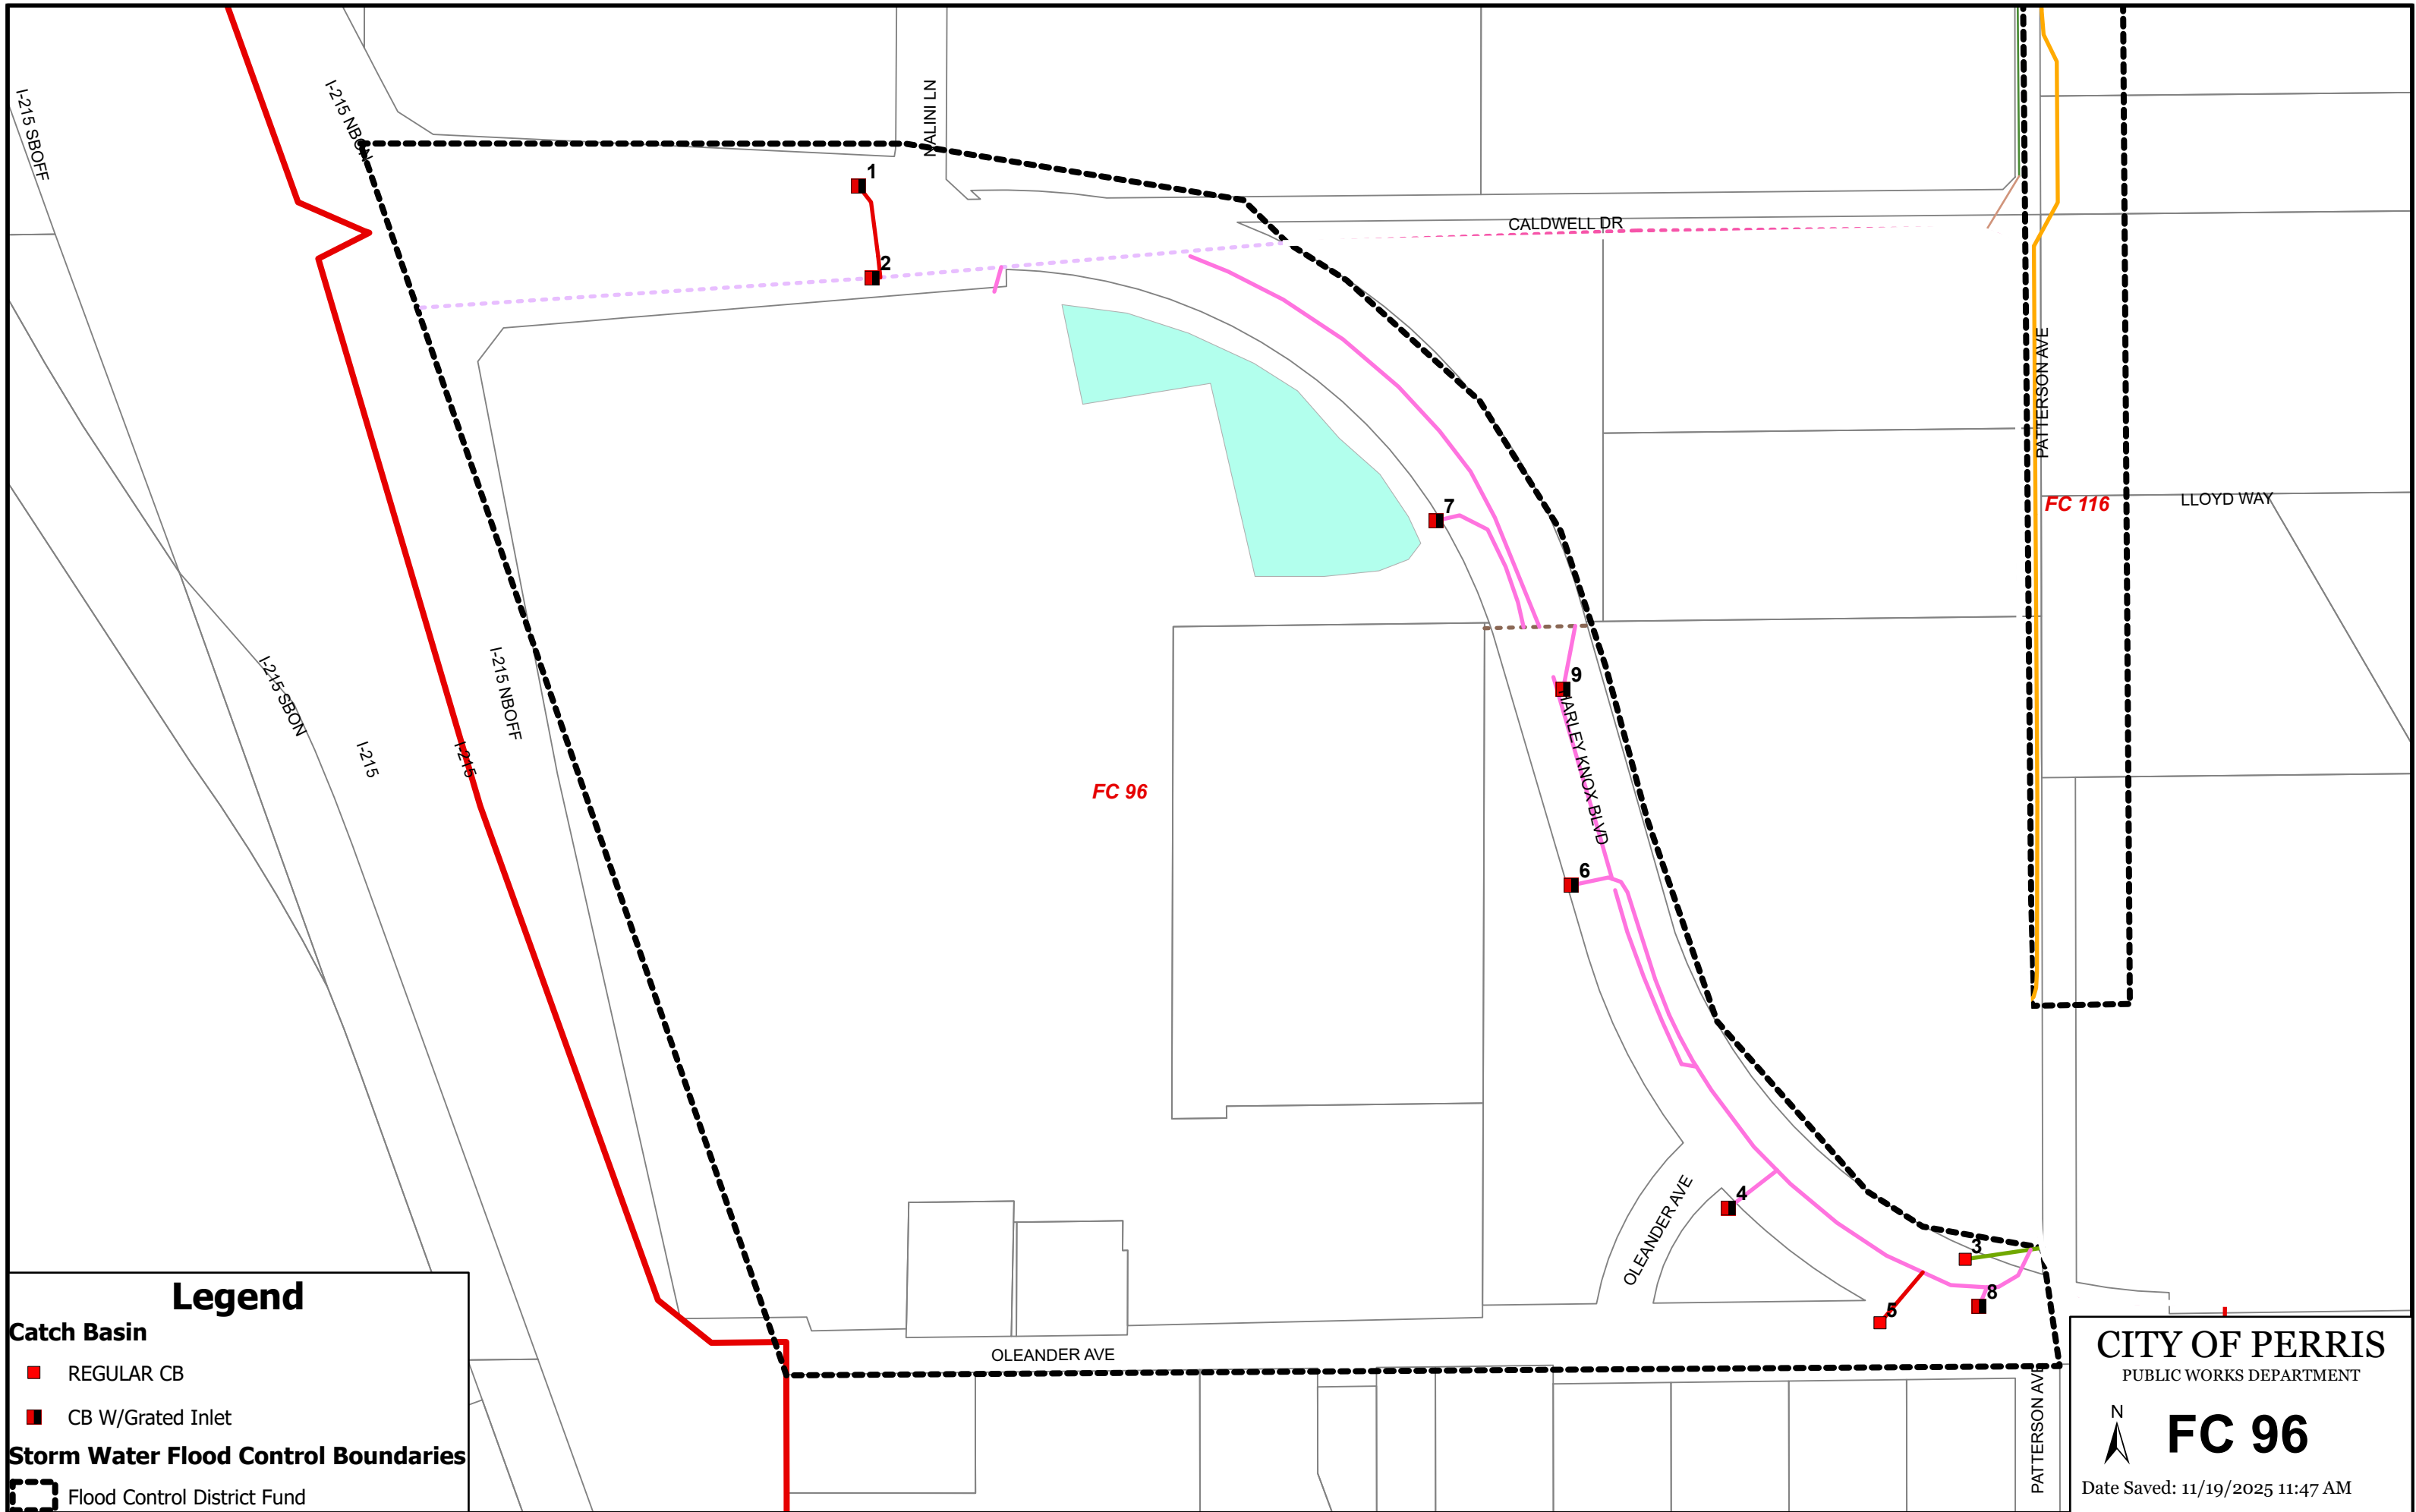 I-215 SBOFF
I-215 NBON
NALINI LN
1
2
CALDWELL DR
PATTERSON AVE
FC 116
LLOYD WAY
7
I-215 SBON
I-215 NBOFF
I-215
I-215
9
HARLEY KNOX BLVD
FC 96
6
4
OLEANDER AVE
3
8
5
OLEANDER AVE
PATTERSON AVE
Legend
Catch Basin
REGULAR CB
CB W/Grated Inlet
Storm Water Flood Control Boundaries
Flood Control District Fund
CITY OF PERRIS
PUBLIC WORKS DEPARTMENT
N
FC 96
Date Saved: 11/19/2025 11:47 AM